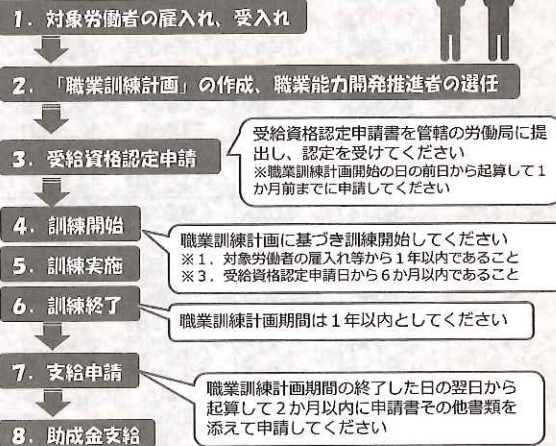 1. 対象労働者の雇入れ、受入れ
2. 「職業訓練計画」の作成、職業能力開発推進者の選任
3. 受給資格認定申請
受給資格認定申請書を管轄の労働局に提
出し、認定を受けてください
※職業訓練計画開始の日の前日から起算して1
か月前までに申請してください
4. 訓練開始
職業訓練計画に基づき訓練開始してください
※1. 対象労働者の雇入れ等から1年以内であること
※3. 受給資格認定申請日から6か月以内であること
5. 訓練実施
6. 訓練終了
職業訓練計画期間は1年以内としてください
7. 支給申請
職業訓練計画期間の終了した日の翌日から
起算して2か月以内に申請書その他書類を
添えて申請してください
8. 助成金支給